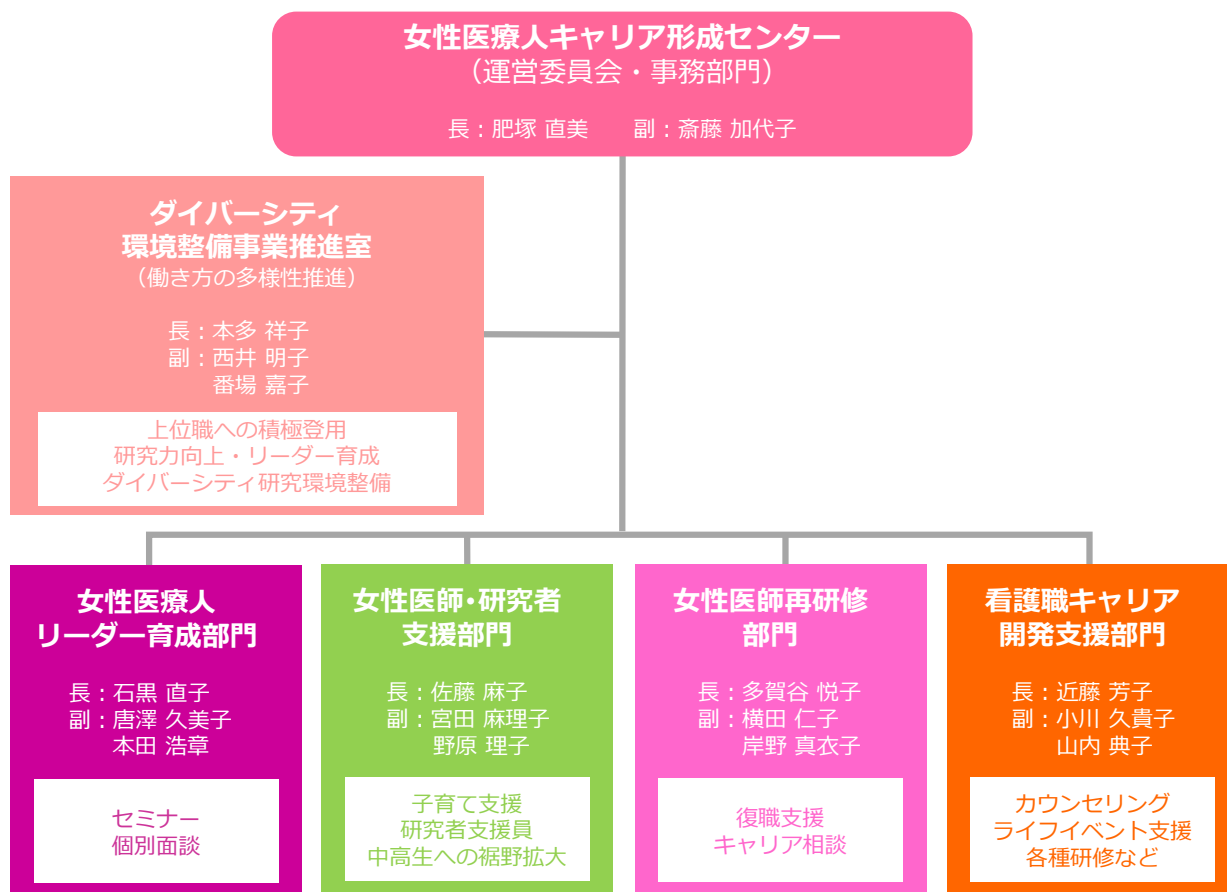 女性医療人キャリア形成センター
（運営委員会・事務部門）
長：肥塚 直美　　副：斎藤 加代子
ダイバーシティ
環境整備事業推進室
（働き方の多様性推進）
長：本多 祥子
副：西井 明子
番場 嘉子
上位職への積極登用
研究力向上・リーダー育成
ダイバーシティ研究環境整備
女性医療人
リーダー育成部門
長：石黒 直子
副：唐澤 久美子
本田 浩章
セミナー
個別面談
女性医師・研究者
支援部門
長：佐藤 麻子
副：宮田 麻理子
野原 理子
子育て支援
研究者支援員
中高生への裾野拡大
女性医師再研修
部門
長：多賀谷 悦子
副：横田 仁子
岸野 真衣子
復職支援
キャリア相談
看護職キャリア
開発支援部門
長：近藤 芳子
副：小川 久貴子
山内 典子
カウンセリング
ライフイベント支援
各種研修など